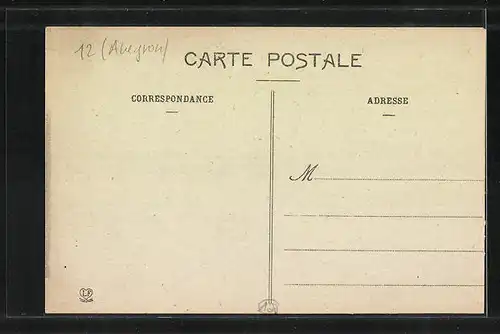 12 (Aveyron)
CARTE POSTALE
CORRESPONDANCE
ADRESSE
M